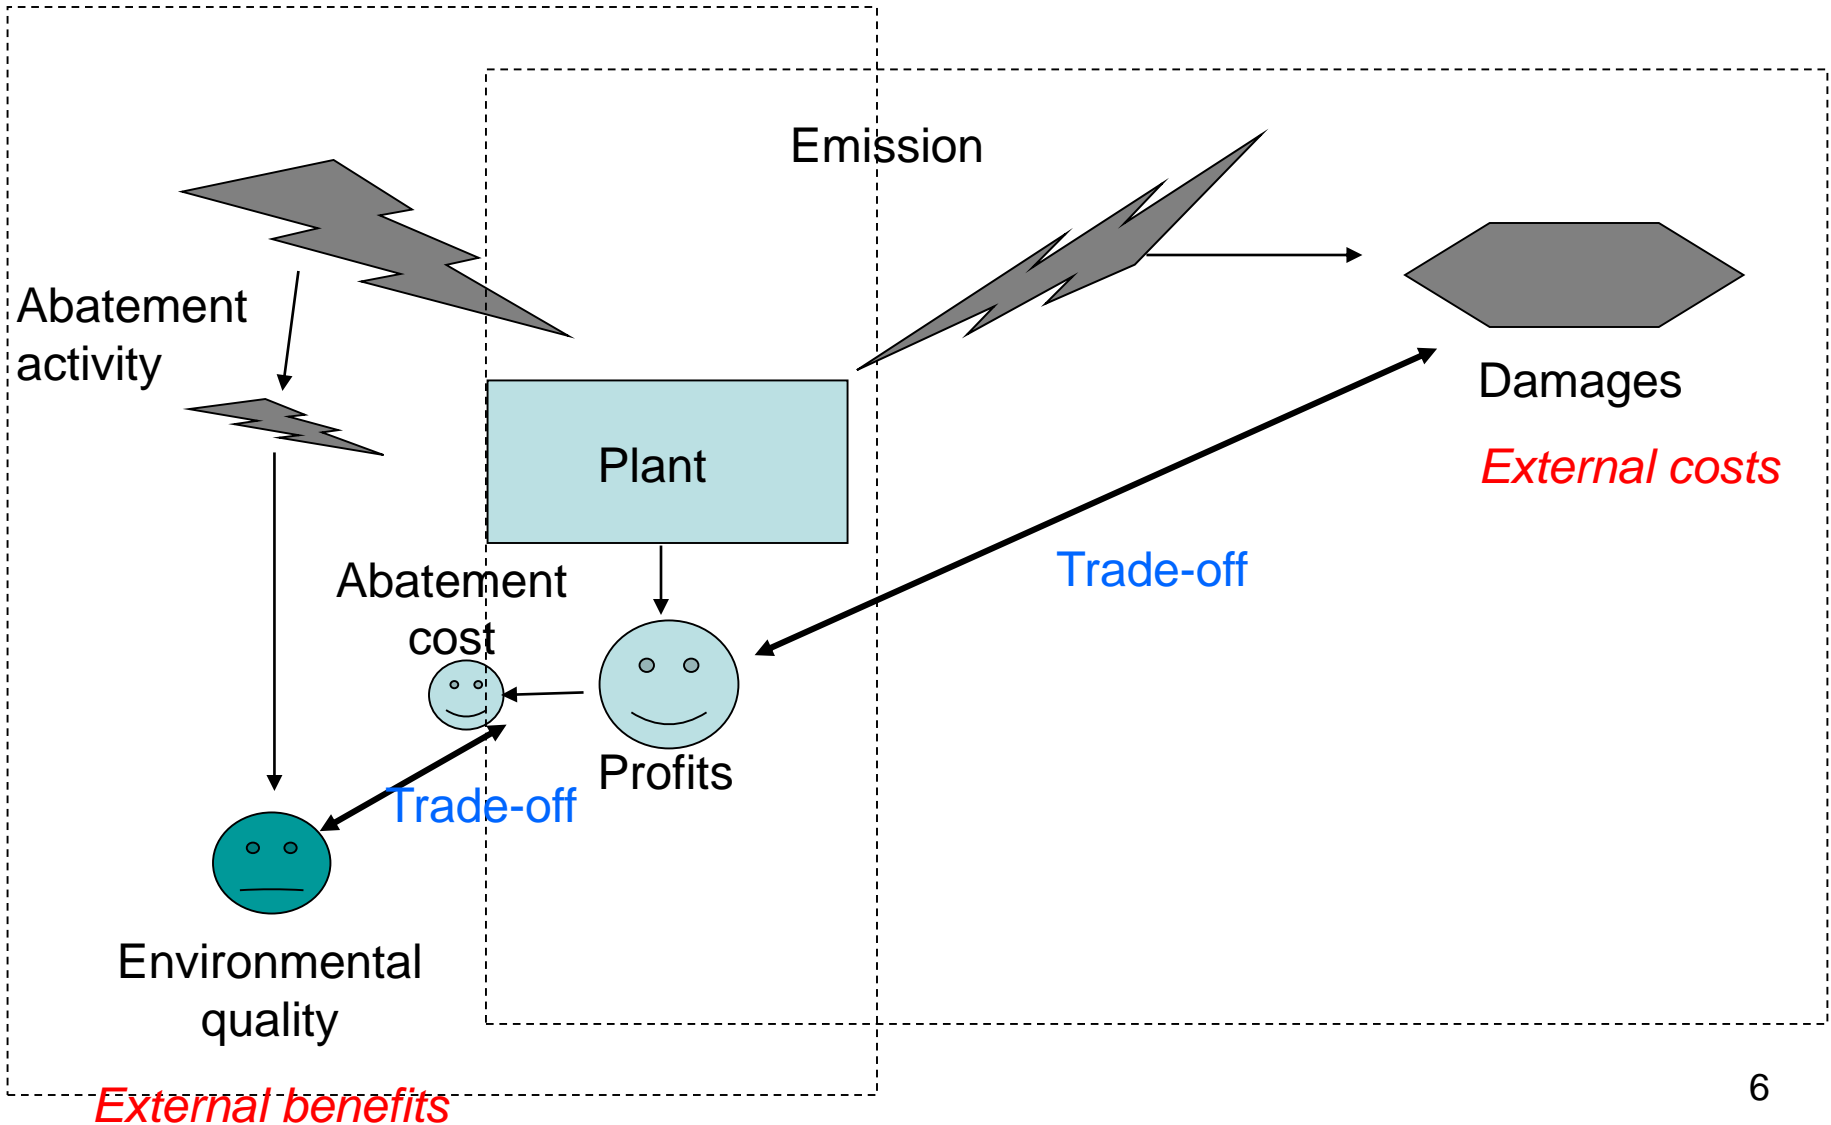 Emission
Abatement
activity
Damages
Plant
External costs
Trade-off
Abatement
cost
Profits
Trade-off
Environmental
quality
External benefits
6